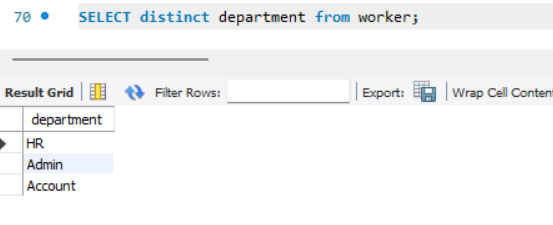 70 SELECT distinct department from worker;
Result Grid Filter Rows: Export: Wrap Cell Content
department
HR
Admin
Account